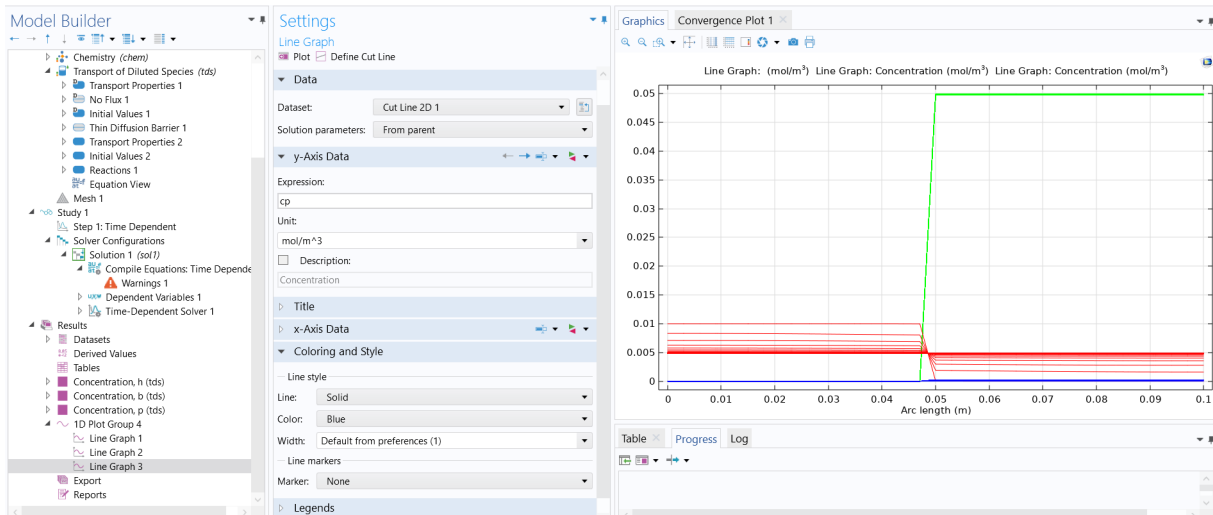 Model Builder
Chemistry (chem)
Transport of Diluted Species (tds)
Transport Properties 1
No Flux 1
Initial Values 1
Thin Diffusion Barrier 1
Transport Properties 2
Initial Values 2
Reactions 1
Equation View
Mesh 1
Study 1
Step 1: Time Dependent
Solver Configurations
Solution 1 (sol1)
Compile Equations: Time Depende
Warnings 1
Dependent Variables 1
Time-Dependent Solver 1
Results
Datasets
Derived Values
Tables
Concentration, h (tds)
Concentration, b (tds)
Concentration, p (tds)
1D Plot Group 4
Line Graph 1
Line Graph 2
Line Graph 3
Export
Reports
Settings
Line Graph
Plot Define Cut Line
Data
Dataset: Cut Line 2D 1
Solution parameters: From parent
y-Axis Data
Expression:
cp
Unit:
mol/m^3
Description:
Concentration
Title
x-Axis Data
Coloring and Style
Line style
Line: Solid
Color: Blue
Width: Default from preferences (1)
Line markers
Marker: None
Legends
Graphics Convergence Plot 1
Line Graph: (mol/m³) Line Graph: Concentration (mol/m³) Line Graph: Concentration (mol/m³)
0.05
0.045
0.04
0.035
0.03
0.025
0.02
0.015
0.01
0.005
0
0 0.01 0.02 0.03 0.04 0.05 0.06 0.07 0.08 0.09 0.1
Arc length (m)
Table Progress Log